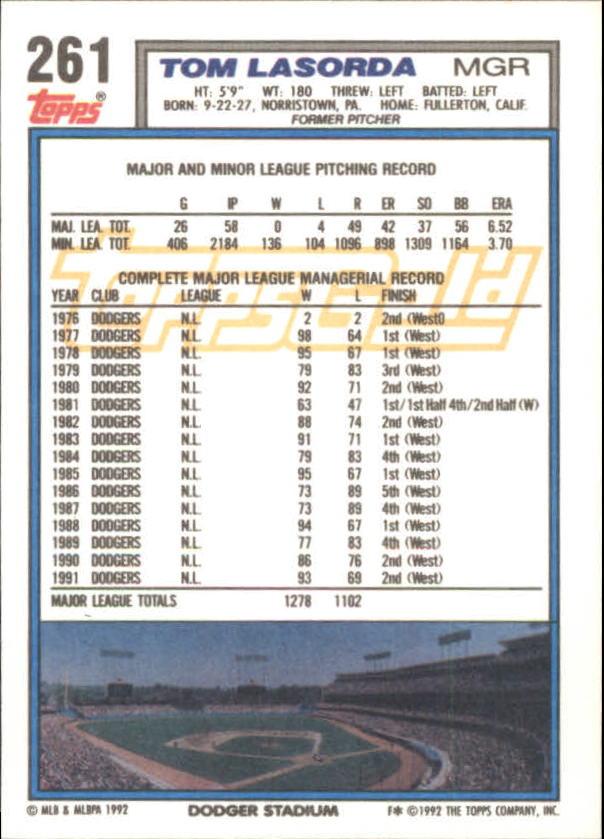 261
Topps®
TOM LASORDA MGR
HT: 5'9" WT: 180 THREW: LEFT BATTED: LEFT
BORN: 9-22-27, NORRISTOWN, PA. HOME: FULLERTON, CALIF.
FORMER PITCHER
MAJOR AND MINOR LEAGUE PITCHING RECORD
G IP W L R ER SO BB ERA
MAJ. LEA. TOT. 26 58 0 4 49 42 37 56 6.52
MIN. LEA. TOT. 406 2184 136 104 1096 898 1309 1164 3.70
ToppsGold
COMPLETE MAJOR LEAGUE MANAGERIAL RECORD
YEAR CLUB LEAGUE W L FINISH
1976 DODGERS N.L. 2 2 2nd (West0
1977 DODGERS N.L. 98 64 1st (West)
1978 DODGERS N.L. 95 67 1st (West)
1979 DODGERS N.L. 79 83 3rd (West)
1980 DODGERS N.L. 92 71 2nd (West)
1981 DODGERS N.L. 63 47 1st/1st Half 4th/2nd Half (W)
1982 DODGERS N.L. 88 74 2nd (West)
1983 DODGERS N.L. 91 71 1st (West)
1984 DODGERS N.L. 79 83 4th (West)
1985 DODGERS N.L. 95 67 1st (West)
1986 DODGERS N.L. 73 89 5th (West)
1987 DODGERS N.L. 73 89 4th (West)
1988 DODGERS N.L. 94 67 1st (West)
1989 DODGERS N.L. 77 83 4th (West)
1990 DODGERS N.L. 86 76 2nd (West)
1991 DODGERS N.L. 93 69 2nd (West)
MAJOR LEAGUE TOTALS 1278 1102
© MLB & MLBPA 1992 DODGER STADIUM F* © 1992 THE TOPPS COMPANY, INC.